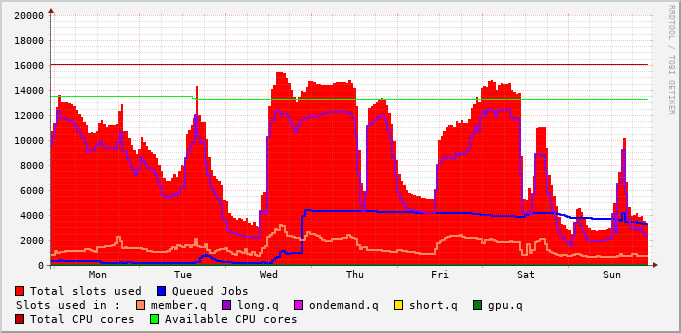 20000
18000
16000
14000
12000
10000
8000
6000
4000
2000
0
Mon Tue Wed Thu Fri Sat Sun
RRDTOOL / TOBI OETIKER
Total slots used Queued Jobs
Slots used in : member.q long.q ondemand.q short.q gpu.q
Total CPU cores Available CPU cores